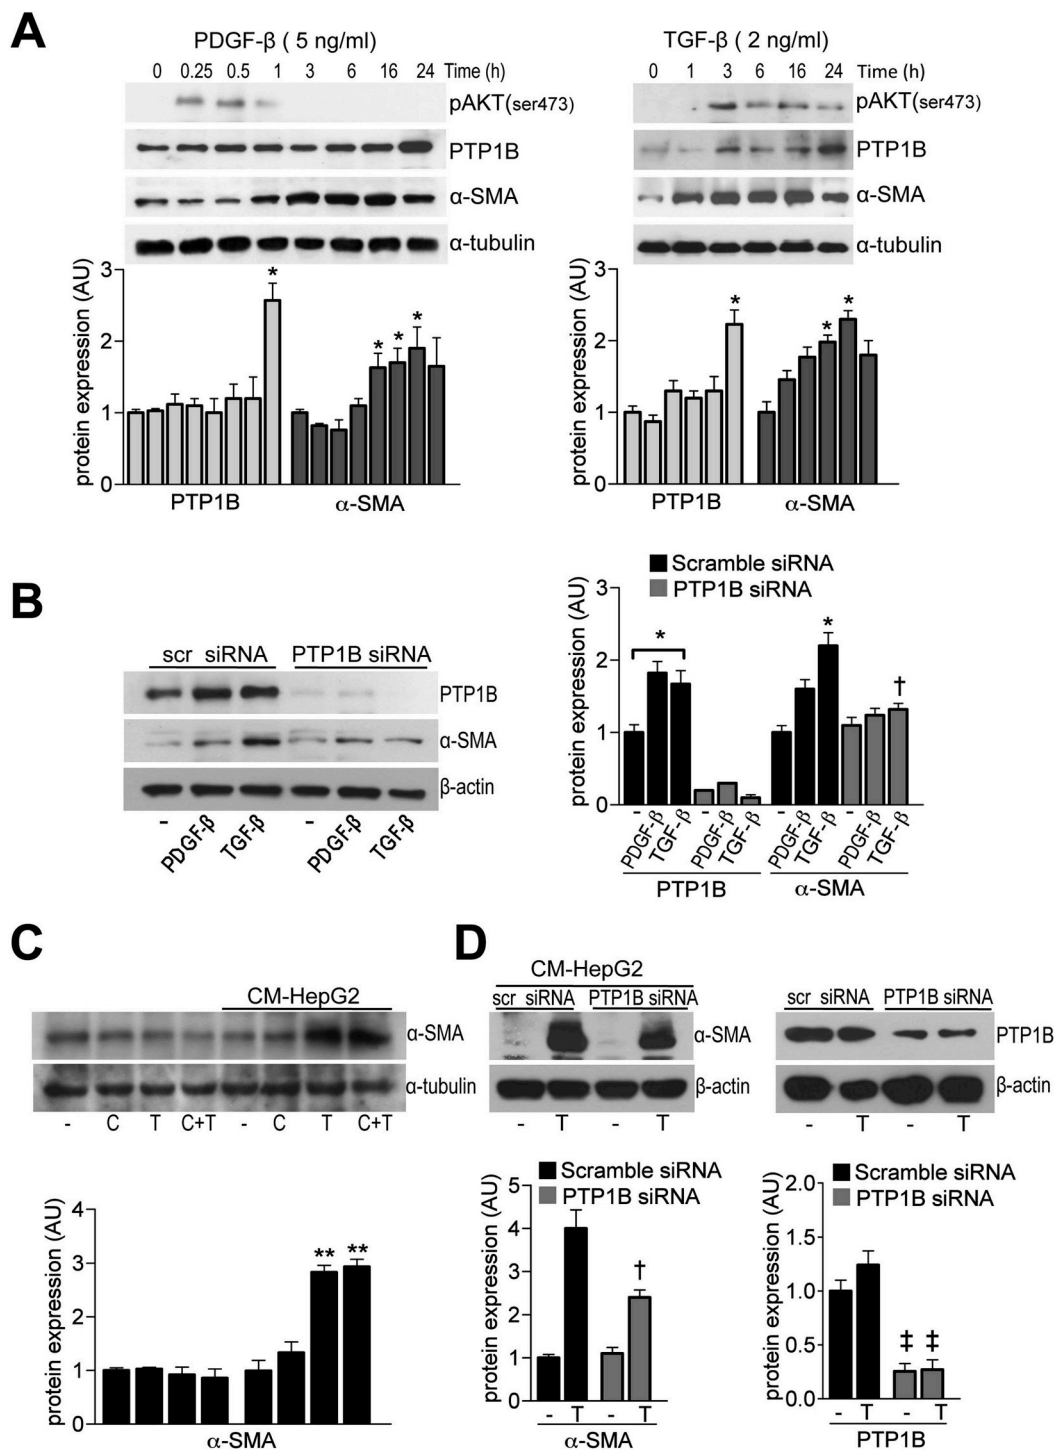 A
PDGF-β ( 5 ng/ml)
0 0.25 0.5 1 3 6 16 24 Time (h)
pAKT(ser473)
PTP1B
α-SMA
α-tubulin
protein expression (AU)
3
2
1
0
*
* * *
PTP1B α-SMA
TGF-β ( 2 ng/ml)
0 1 3 6 16 24 Time (h)
pAKT(ser473)
PTP1B
α-SMA
α-tubulin
protein expression (AU)
3
2
1
0
*
* *
PTP1B α-SMA
B
scr siRNA PTP1B siRNA
PTP1B
α-SMA
β-actin
- PDGF-β TGF-β - PDGF-β TGF-β
Scramble siRNA
PTP1B siRNA
protein expression (AU)
3
2
1
0
* * †
- PDGF-β TGF-β - PDGF-β TGF-β - PDGF-β TGF-β - PDGF-β TGF-β
PTP1B α-SMA
C
CM-HepG2
α-SMA
α-tubulin
- C T C+T - C T C+T
protein expression (AU)
4
3
2
1
0
** **
α-SMA
D
CM-HepG2
scr siRNA PTP1B siRNA
α-SMA
β-actin
- T - T
scr siRNA PTP1B siRNA
PTP1B
β-actin
- T - T
Scramble siRNA
PTP1B siRNA
protein expression (AU)
5
4
3
2
1
0
†
- T - T
α-SMA
Scramble siRNA
PTP1B siRNA
protein expression (AU)
2.0
1.5
1.0
0.5
0.0
‡ ‡
- T - T
PTP1B